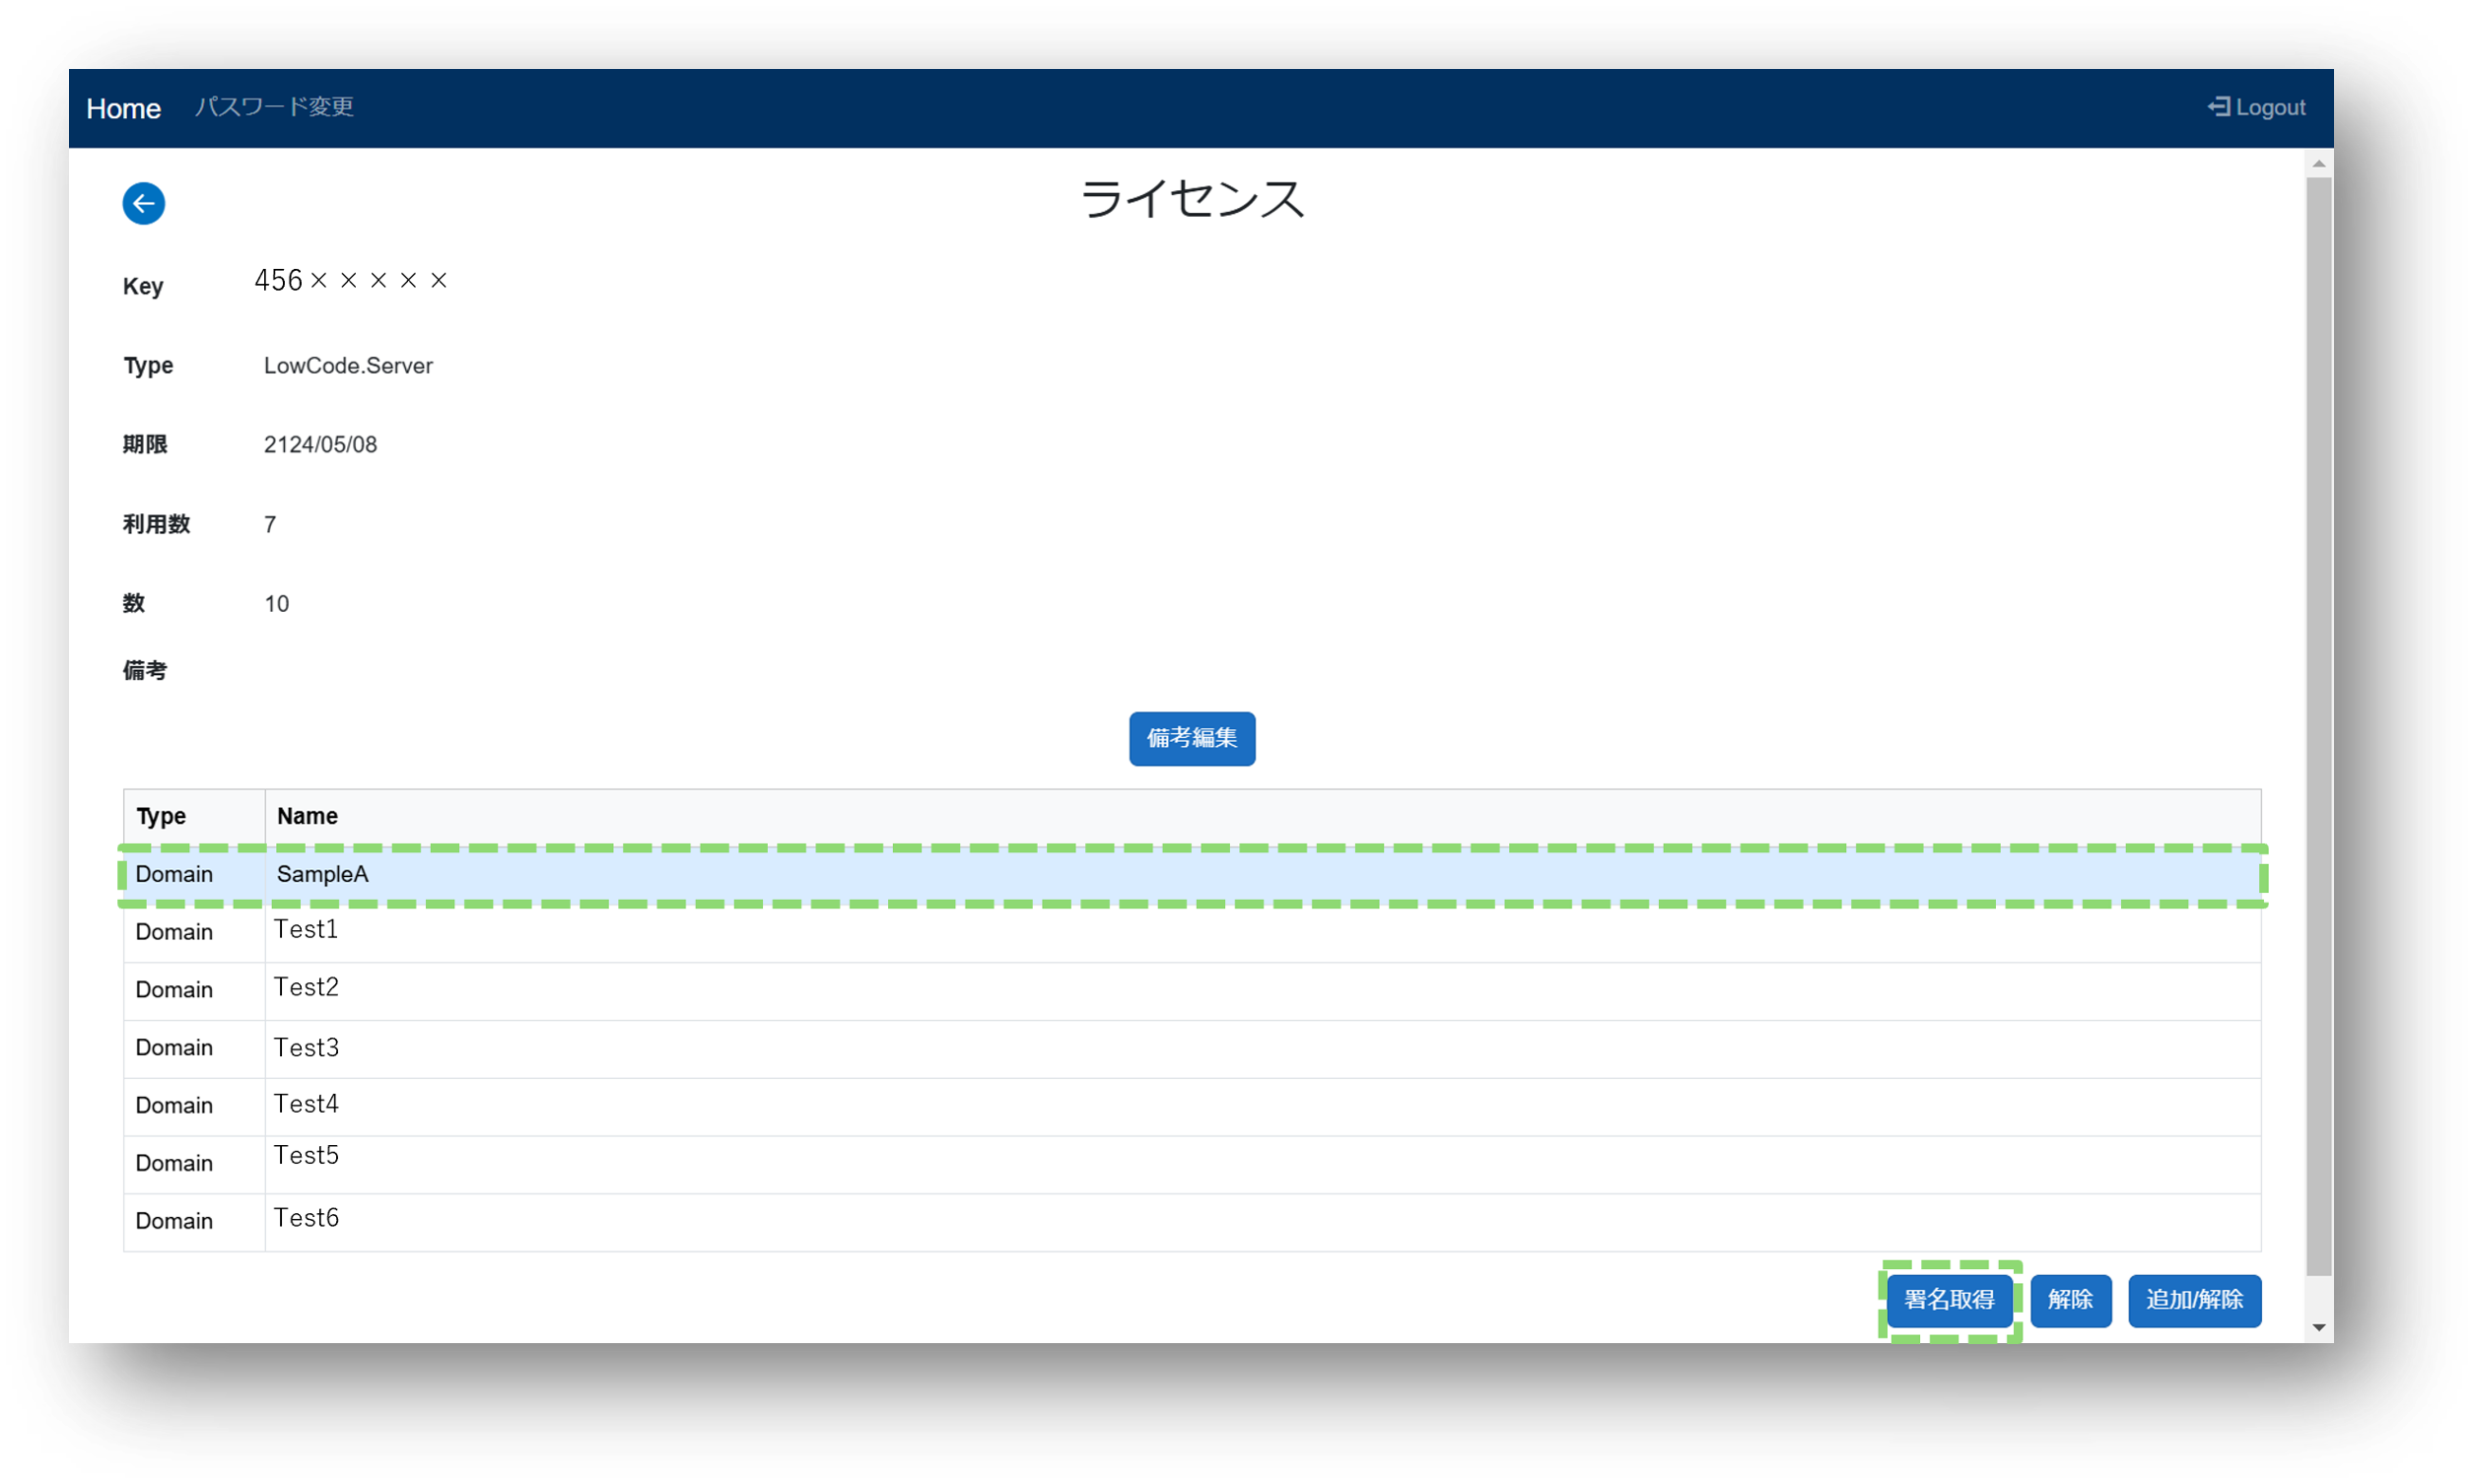 Home パスワード変更 Logout
ライセンス
Key 456×××××
Type LowCode.Server
期限 2124/05/08
利用数 7
数 10
備考
備考編集
Type Name
Domain SampleA
Domain Test1
Domain Test2
Domain Test3
Domain Test4
Domain Test5
Domain Test6
署名取得 解除 追加/解除